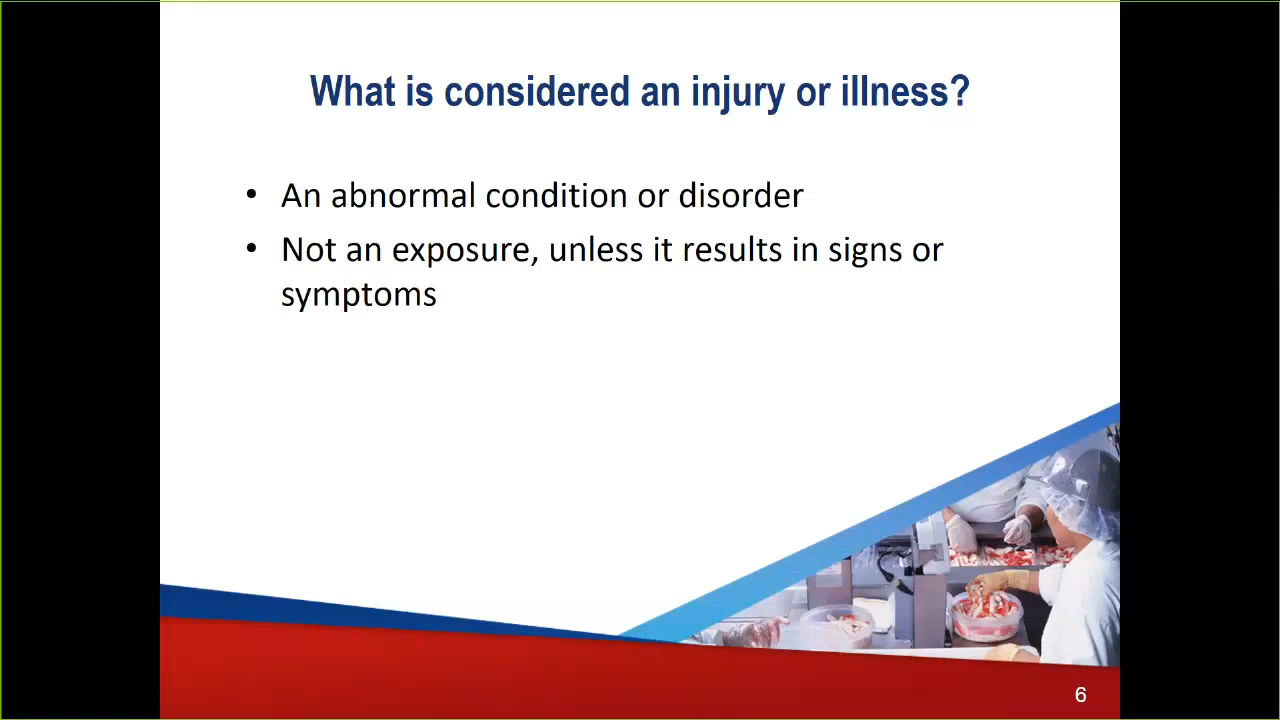 What is considered an injury or illness?
• An abnormal condition or disorder
• Not an exposure, unless it results in signs or
symptoms
6